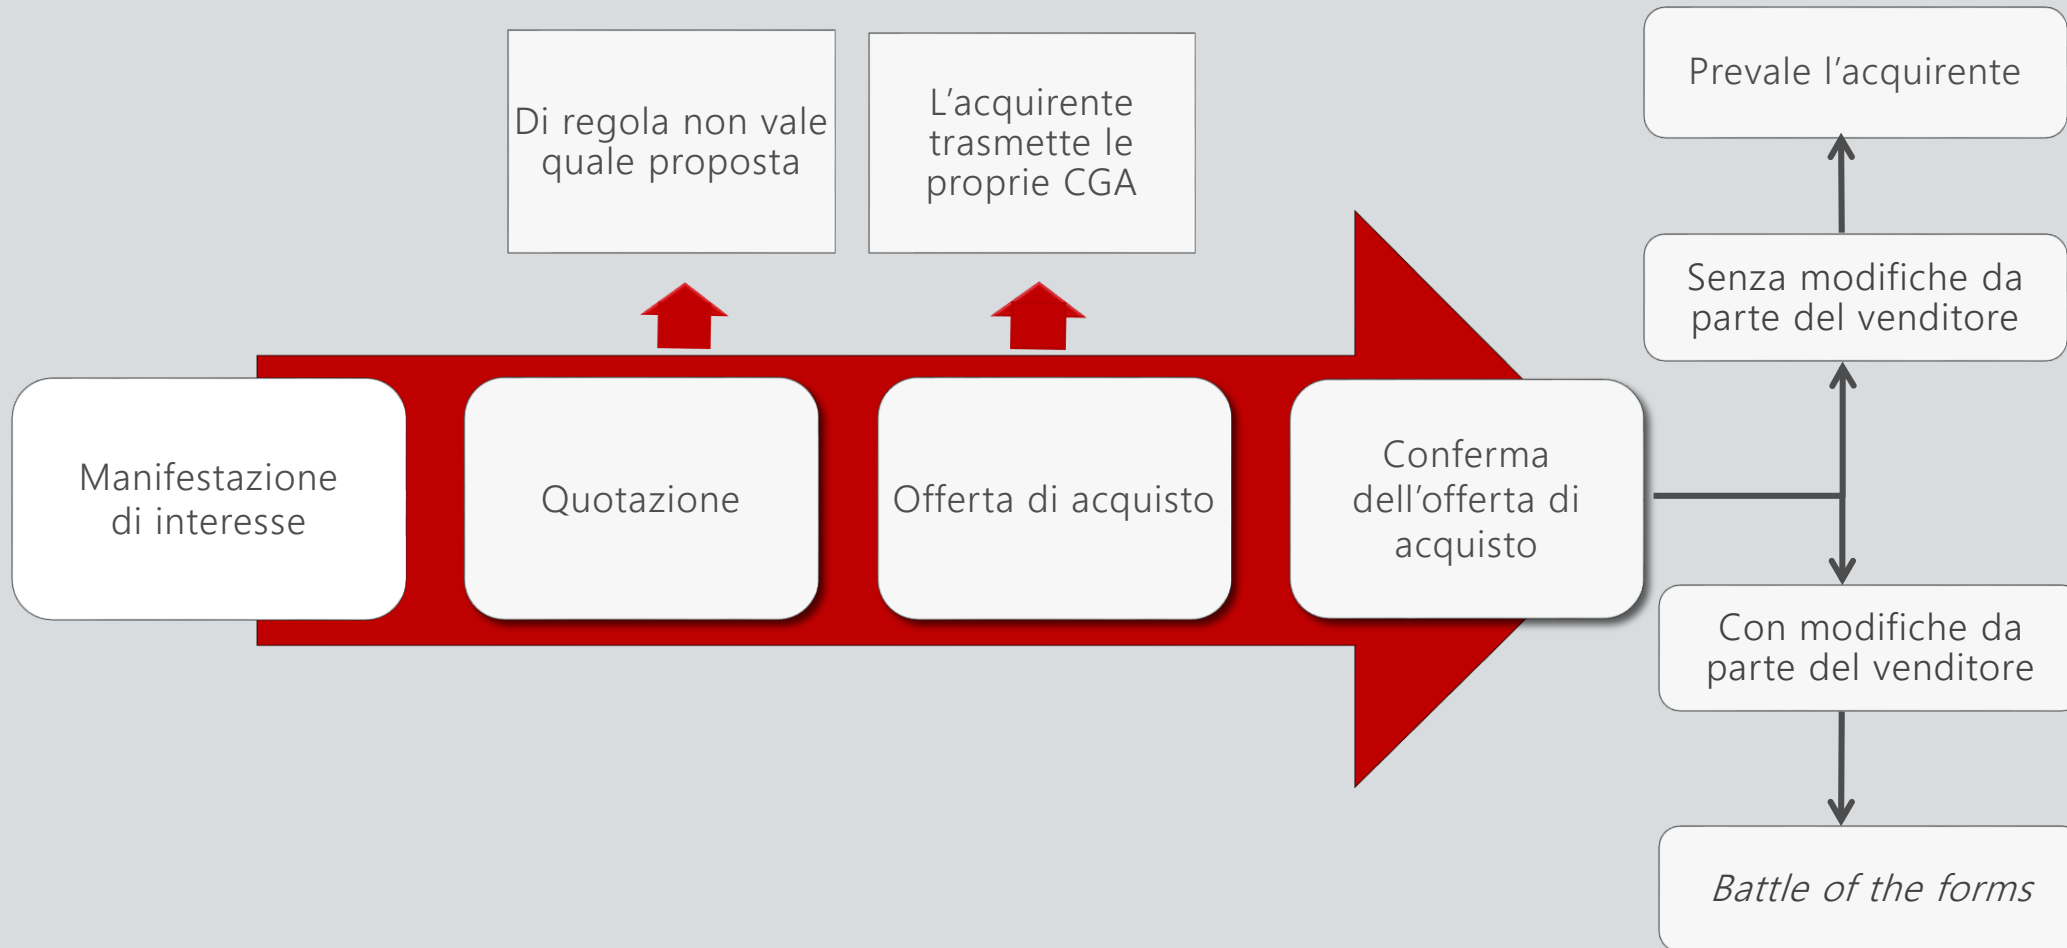 Di regola non vale
quale proposta
L’acquirente
trasmette le
proprie CGA
Prevale l’acquirente
Senza modifiche da
parte del venditore
Manifestazione
di interesse
Quotazione
Offerta di acquisto
Conferma
dell’offerta di
acquisto
Con modifiche da
parte del venditore
Battle of the forms